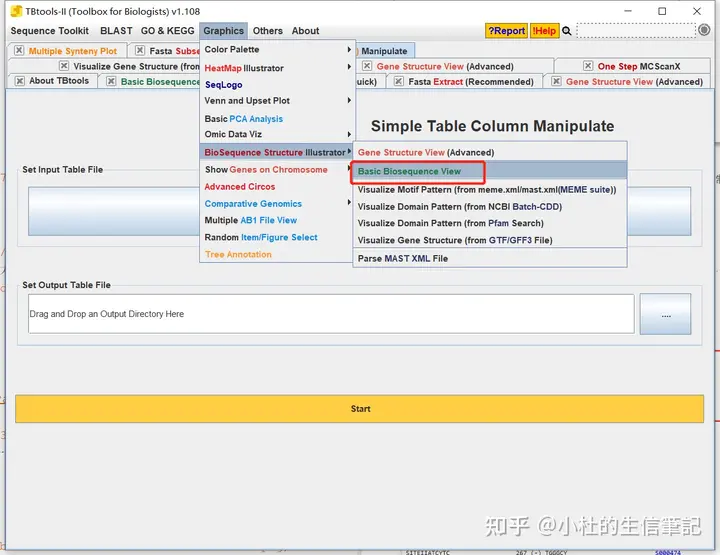 TBtools-II (Toolbox for Biologists) v1.108
Sequence Toolkit BLAST GO & KEGG Graphics Others About ?Report !Help
Multiple Synteny Plot Fasta Subse Manipulate
Visualize Gene Structure (from Gene Structure View (Advanced) One Step MCScanX
About TBtools Basic Biosequence uick) Fasta Extract (Recommended) Gene Structure View (Advanced)
Color Palette
HeatMap Illustrator
SeqLogo
Venn and Upset Plot
Basic PCA Analysis
Omic Data Viz
BioSequence Structure Illustrator
Show Genes on Chromosome
Advanced Circos
Comparative Genomics
Multiple AB1 File View
Random Item/Figure Select
Tree Annotation
Gene Structure View (Advanced)
Basic Biosequence View
Visualize Motif Pattern (from meme.xml/mast.xml(MEME suite))
Visualize Domain Pattern (from NCBI Batch-CDD)
Visualize Domain Pattern (from Pfam Search)
Visualize Gene Structure (from GTF/GFF3 File)
Parse MAST XML File
Simple Table Column Manipulate
Set Input Table File
Set Output Table File
Drag and Drop an Output Directory Here
....
Start
知乎 @小杜的生信筆記
SITEIIATCYTC 267 (-) TGGGCY S000474